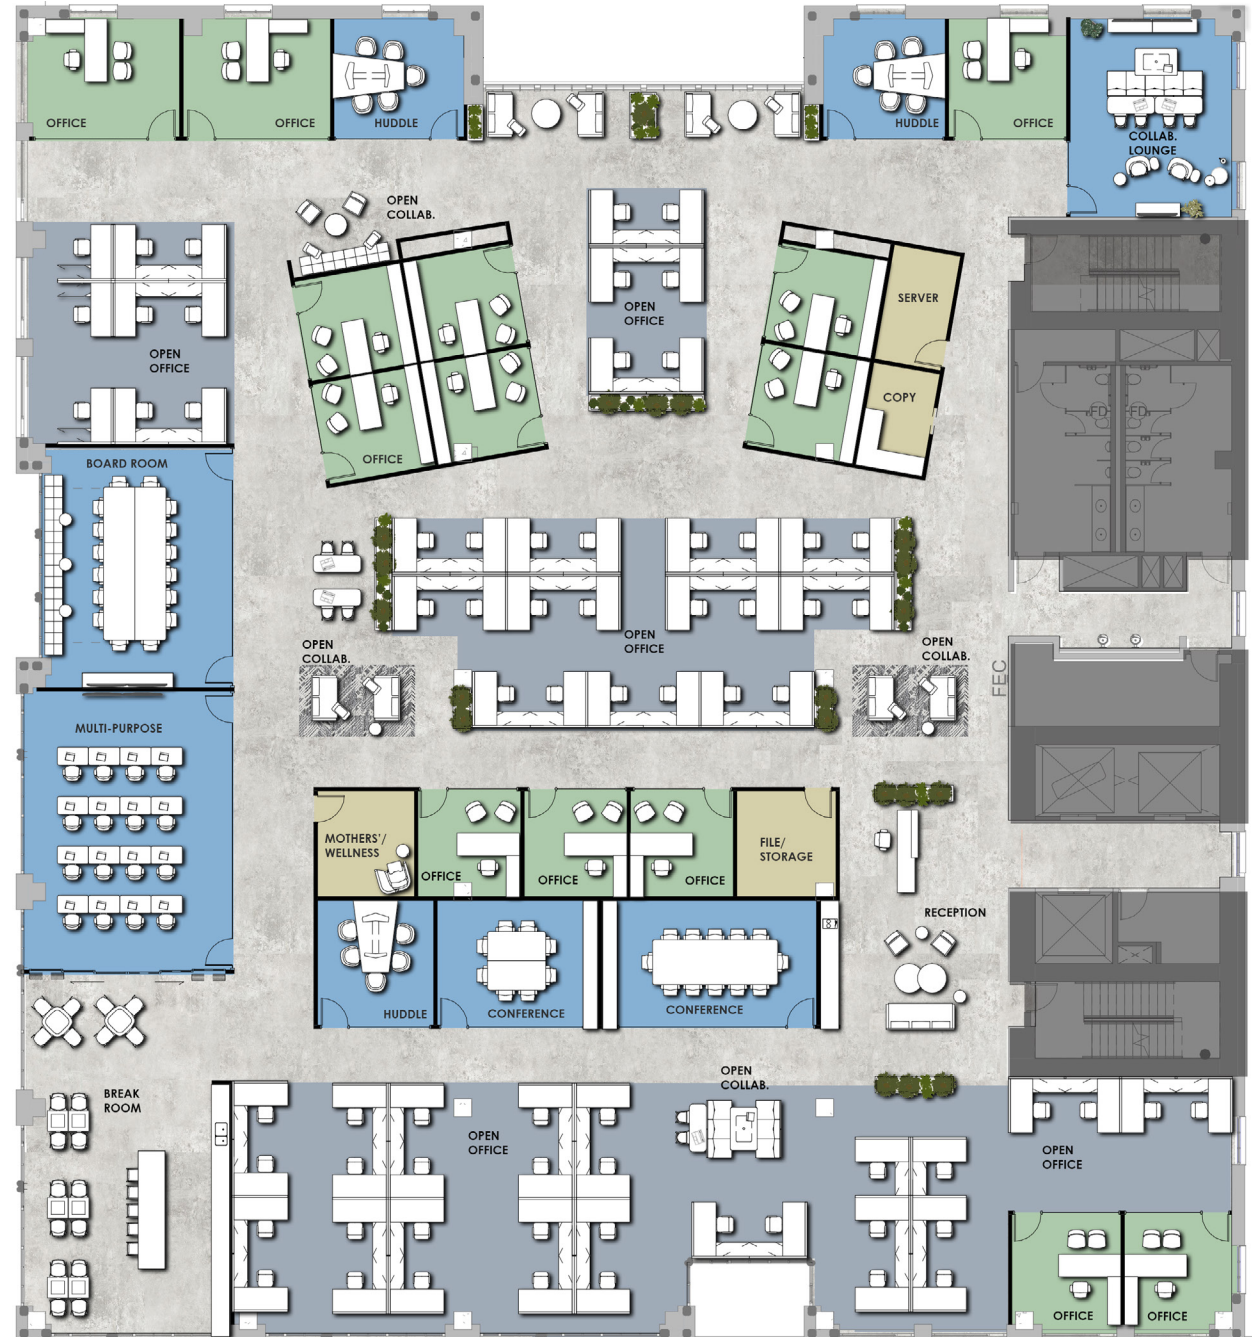 OFFICE
OFFICE
HUDDLE
HUDDLE
OFFICE
COLLAB.
LOUNGE
OPEN
COLLAB.
SERVER
OPEN
OFFICE
OPEN
OFFICE
COPY
FD
FD
OFFICE
BOARD ROOM
OPEN
COLLAB.
OPEN
OFFICE
OPEN
COLLAB.
FEC
MULTI-PURPOSE
MOTHERS'/
WELLNESS
OFFICE
OFFICE
OFFICE
FILE/
STORAGE
RECEPTION
HUDDLE
CONFERENCE
CONFERENCE
BREAK
ROOM
OPEN
COLLAB.
OPEN
OFFICE
OPEN
OFFICE
OFFICE
OFFICE